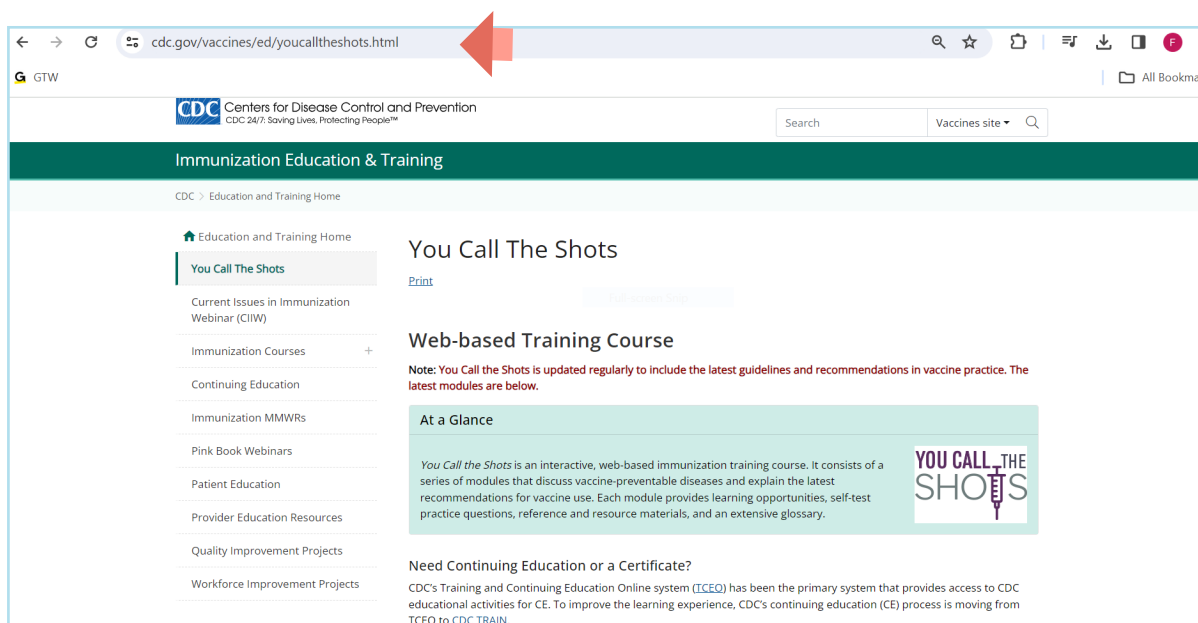 cdc.gov/vaccines/ed/youcalltheshots.html
F
G GTW
All Bookma
CDC Centers for Disease Control and Prevention
CDC 24/7: Saving Lives, Protecting People™
Search
Vaccines site
Immunization Education & Training
CDC > Education and Training Home
Education and Training Home
You Call The Shots
Current Issues in Immunization
Webinar (CIIW)
Immunization Courses +
Continuing Education
Immunization MMWRs
Pink Book Webinars
Patient Education
Provider Education Resources
Quality Improvement Projects
Workforce Improvement Projects
You Call The Shots
Print
Web-based Training Course
Note: You Call the Shots is updated regularly to include the latest guidelines and recommendations in vaccine practice. The
latest modules are below.
At a Glance
You Call the Shots is an interactive, web-based immunization training course. It consists of a
series of modules that discuss vaccine-preventable diseases and explain the latest
recommendations for vaccine use. Each module provides learning opportunities, self-test
practice questions, reference and resource materials, and an extensive glossary.
YOU CALL THE
SHOTS
Need Continuing Education or a Certificate?
CDC's Training and Continuing Education Online system (TCEO) has been the primary system that provides access to CDC
educational activities for CE. To improve the learning experience, CDC's continuing education (CE) process is moving from
TCEO to CDC TRAIN.